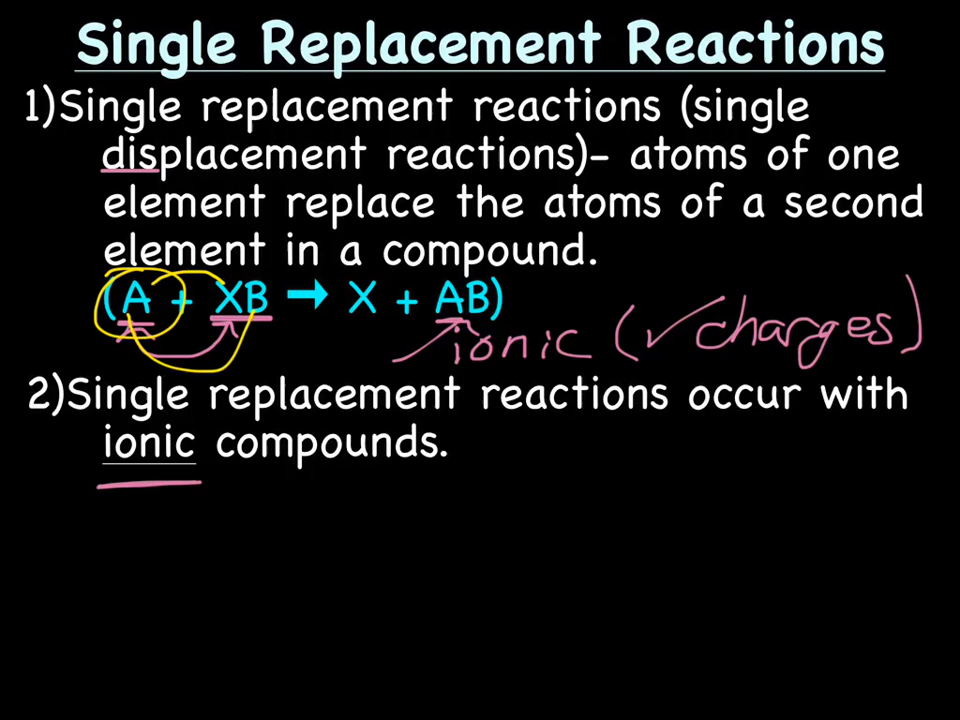 Single Replacement Reactions
1)Single replacement reactions (single
displacement reactions)- atoms of one
element replace the atoms of a second
element in a compound.
(A + XB → X + AB)
ionic (✓charges)
2)Single replacement reactions occur with
ionic compounds.